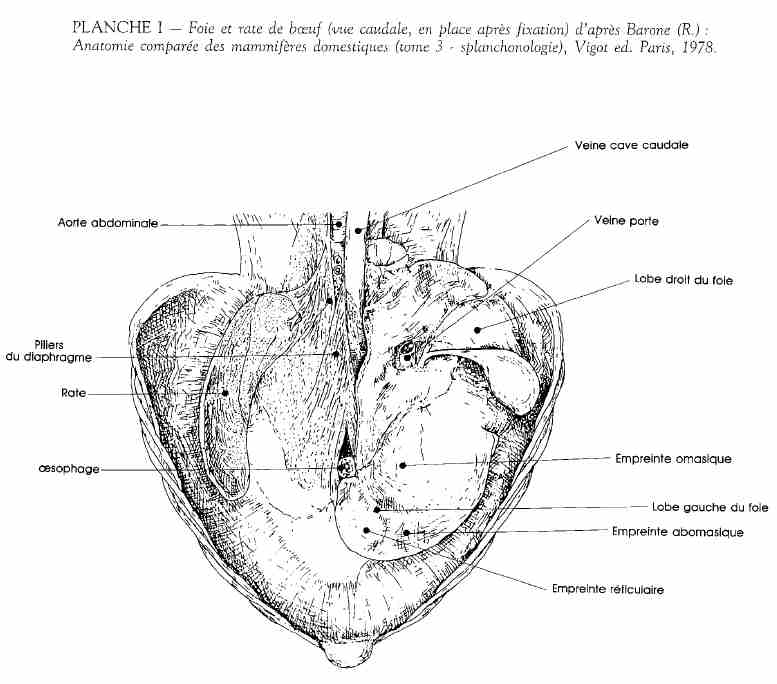 PLANCHE 1 — Foie et rate de bœuf (vue caudale, en place après fixation) d'après Barone (R.) :
Anatomie comparée des mammifères domestiques (tome 3 - splanchonologie), Vigot ed. Paris, 1978.
Veine cave caudale
Aorte abdominale
Veine porte
Lobe droit du foie
Piliers
du diaphragme
Rate
œsophage
Empreinte omasique
Lobe gauche du foie
Empreinte abomasique
Empreinte réticulaire